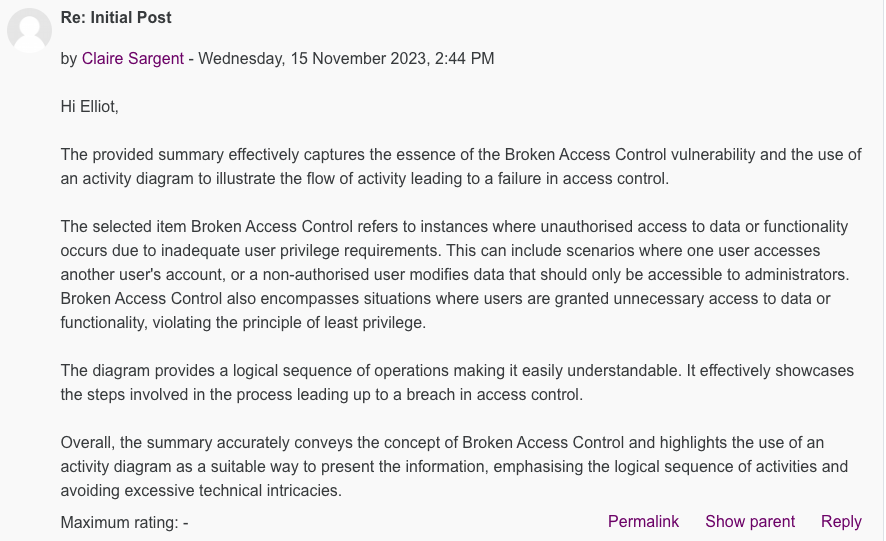 Re: Initial Post
by Claire Sargent - Wednesday, 15 November 2023, 2:44 PM
Hi Elliot,
The provided summary effectively captures the essence of the Broken Access Control vulnerability and the use of
an activity diagram to illustrate the flow of activity leading to a failure in access control.
The selected item Broken Access Control refers to instances where unauthorised access to data or functionality
occurs due to inadequate user privilege requirements. This can include scenarios where one user accesses
another user's account, or a non-authorised user modifies data that should only be accessible to administrators.
Broken Access Control also encompasses situations where users are granted unnecessary access to data or
functionality, violating the principle of least privilege.
The diagram provides a logical sequence of operations making it easily understandable. It effectively showcases
the steps involved in the process leading up to a breach in access control.
Overall, the summary accurately conveys the concept of Broken Access Control and highlights the use of an
activity diagram as a suitable way to present the information, emphasising the logical sequence of activities and
avoiding excessive technical intricacies.
Maximum rating: -
Permalink Show parent Reply